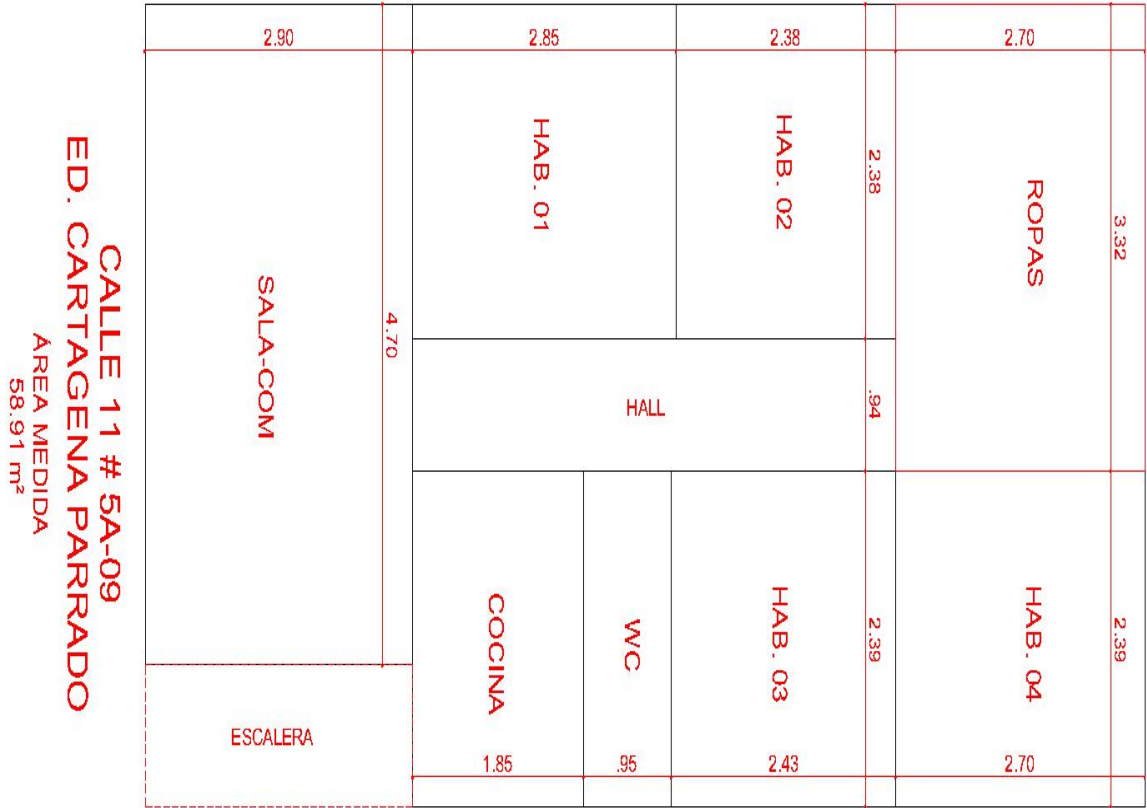 2.90
2.85
2.38
2.70
HAB. 01
HAB. 02
2.38
ROPAS
3.32
SALA-COM
4.70
HALL
.94
COCINA
WC
HAB. 03
2.39
HAB. 04
2.39
ESCALERA
1.85
.95
2.43
2.70
CALLE 11 # 5A-09
ED. CARTAGENA PARRADO
ÁREA MEDIDA
58.91 m²